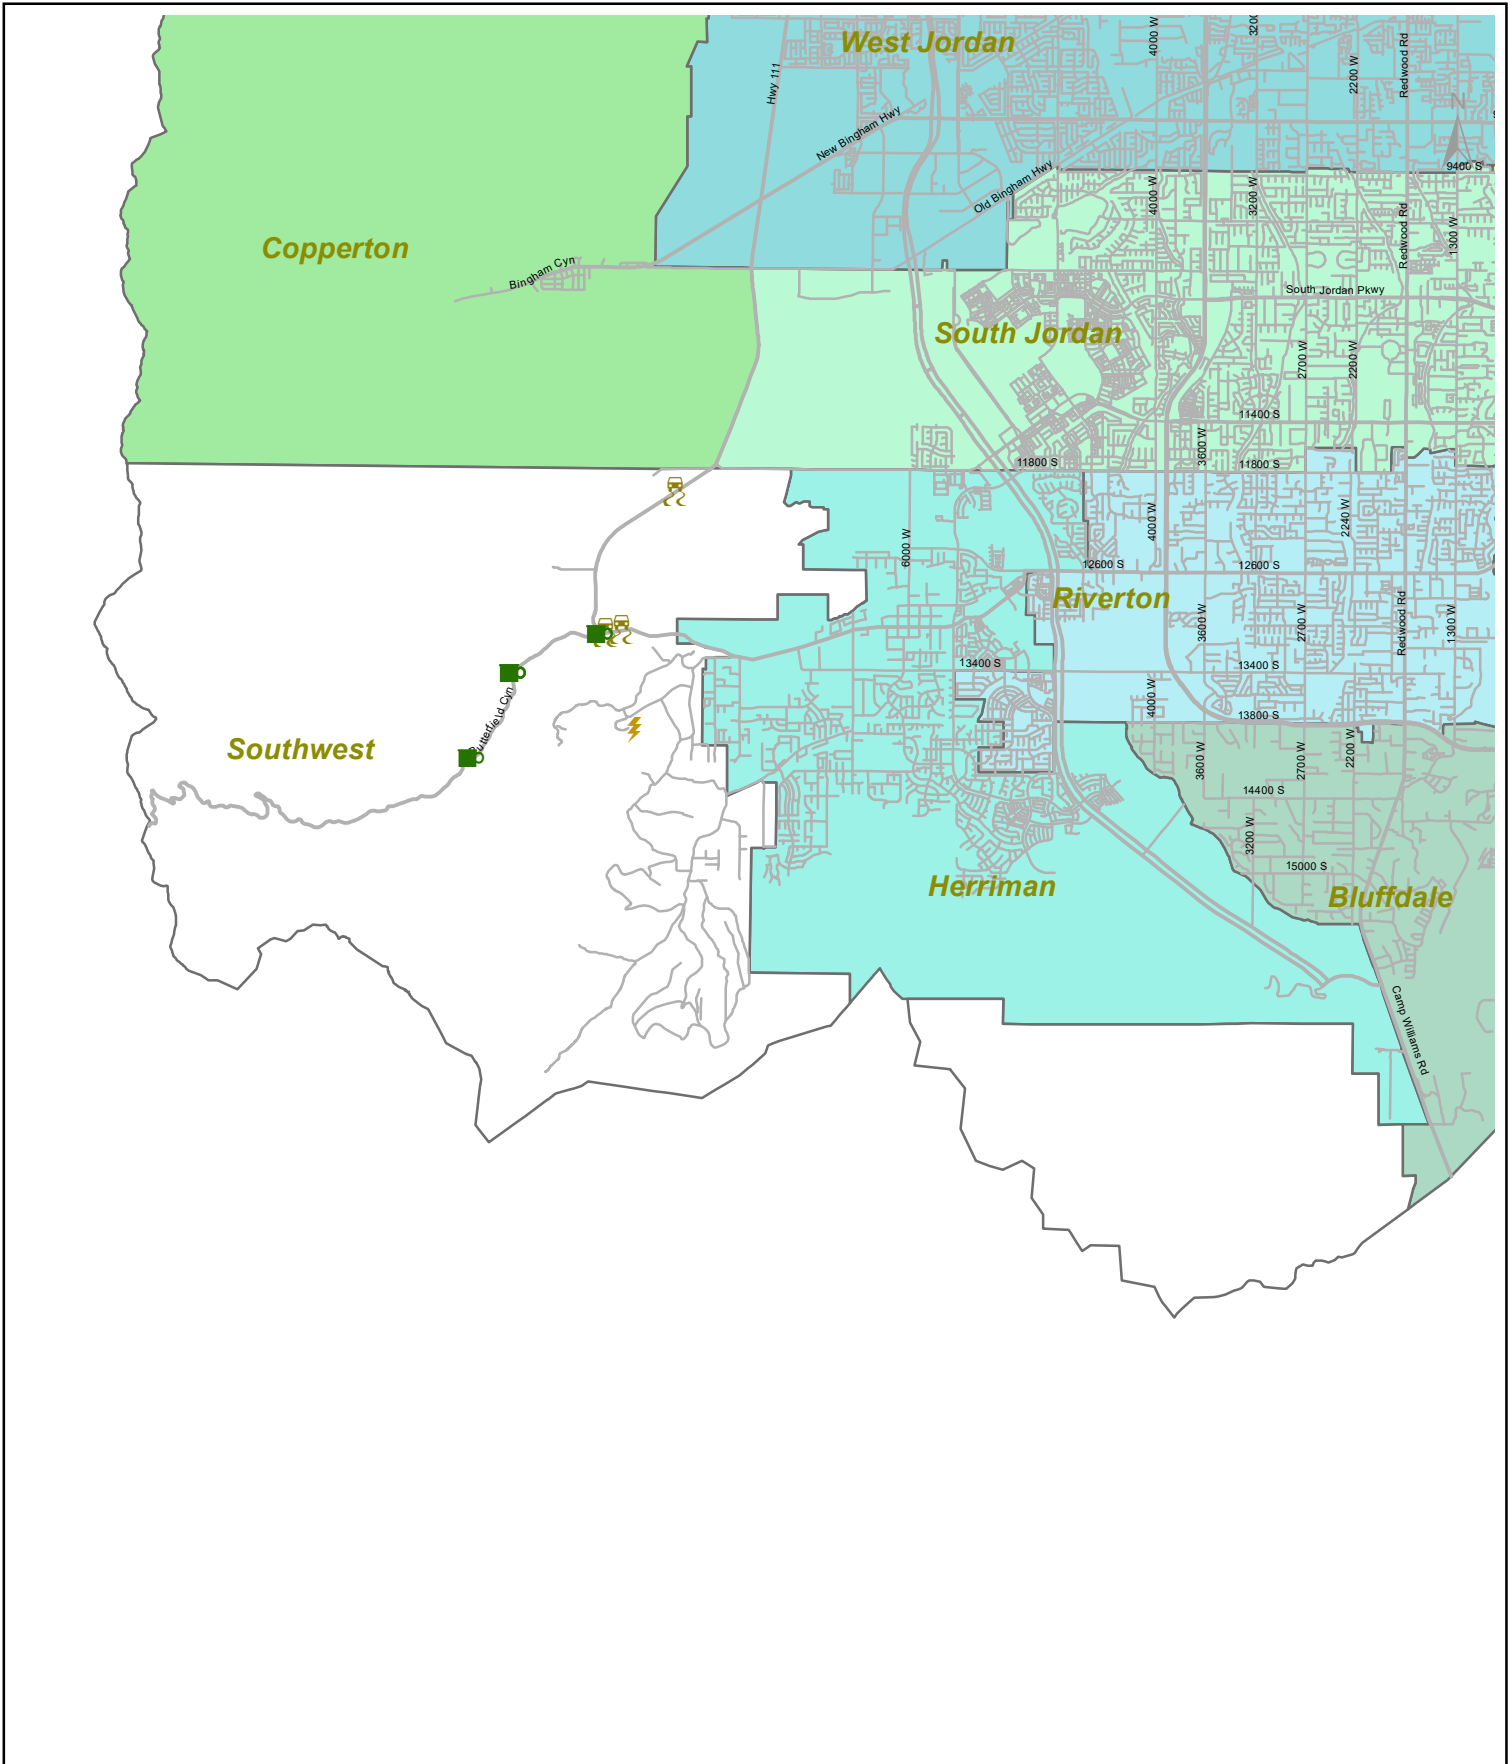 West Jordan
4000 W
3200
2200 W
Redwood Rd
Hwy 111
New Bingham Hwy
N
9
9400 S
Old Bingham Hwy
4000 W
3200 W
Redwood Rd
1300 W
Copperton
Bingham Cyn
South Jordan Pkwy
South Jordan
2700 W
2200 W
11400 S
3600 W
11800 S
11800 S
6000 W
4000 W
2240 W
12600 S
12600 S
Riverton
3600 W
2700 W
Redwood Rd
1300 W
13400 S
13400 S
4000 W
13800 S
Butterfield Cyn
Southwest
3600 W
2700 W
2200 W
14400 S
3200 W
15000 S
Herriman
Bluffdale
Camp Williams Rd